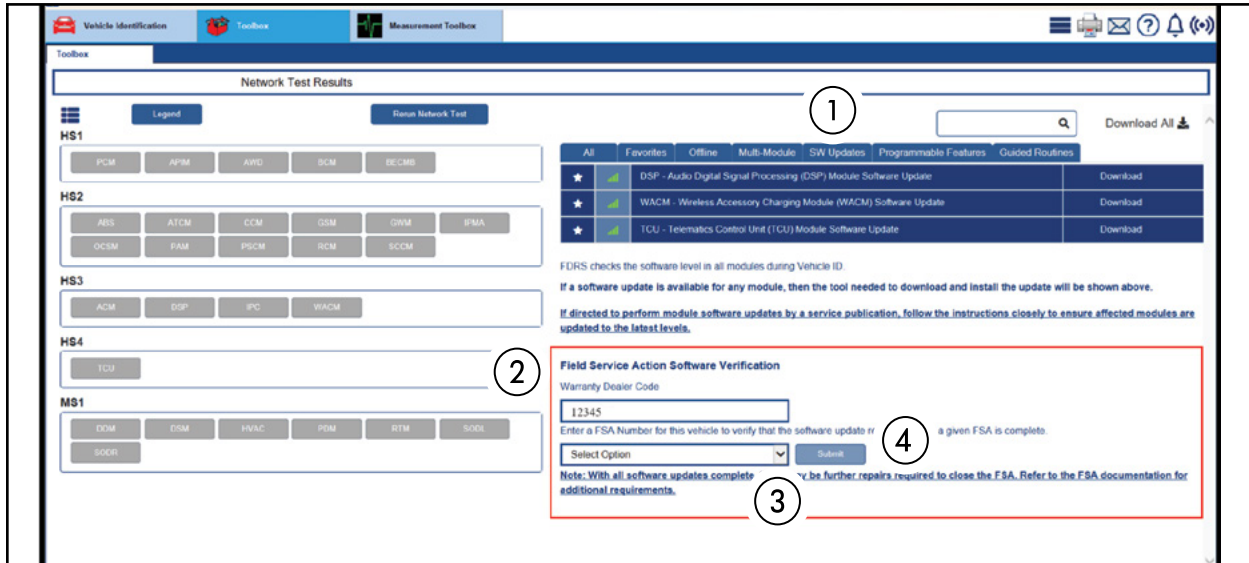 Vehicle Identification
Toolbox
Measurement Toolbox
Toolbox
Network Test Results
Legend
Rerun Network Test
1
Download All
HS1
PCM APIM AWD BCM BECMB
All Favorites Offline Multi-Module SW Updates Programmable Features Guided Routines
DSP - Audio Digital Signal Processing (DSP) Module Software Update Download
WACM - Wireless Accessory Charging Module (WACM) Software Update Download
TCU - Telematics Control Unit (TCU) Module Software Update Download
HS2
ABS ATCM CCM GSM GWM IPMA
OCSM PAM PSCM RCM SCCM
FDRS checks the software level in all modules during Vehicle ID.
If a software update is available for any module, then the tool needed to download and install the update will be shown above.
If directed to perform module software updates by a service publication, follow the instructions closely to ensure affected modules are
updated to the latest levels.
HS3
ACM DSP IPC WACM
HS4
TCU
2
MS1
DDM DSM HVAC PDM RTM SODL
SODR
Field Service Action Software Verification
Warranty Dealer Code
12345
Enter a FSA Number for this vehicle to verify that the software update a given FSA is complete.
4
Select Option
Submit
Note: With all software updates complete be further repairs required to close the FSA. Refer to the FSA documentation for
additional requirements.
3